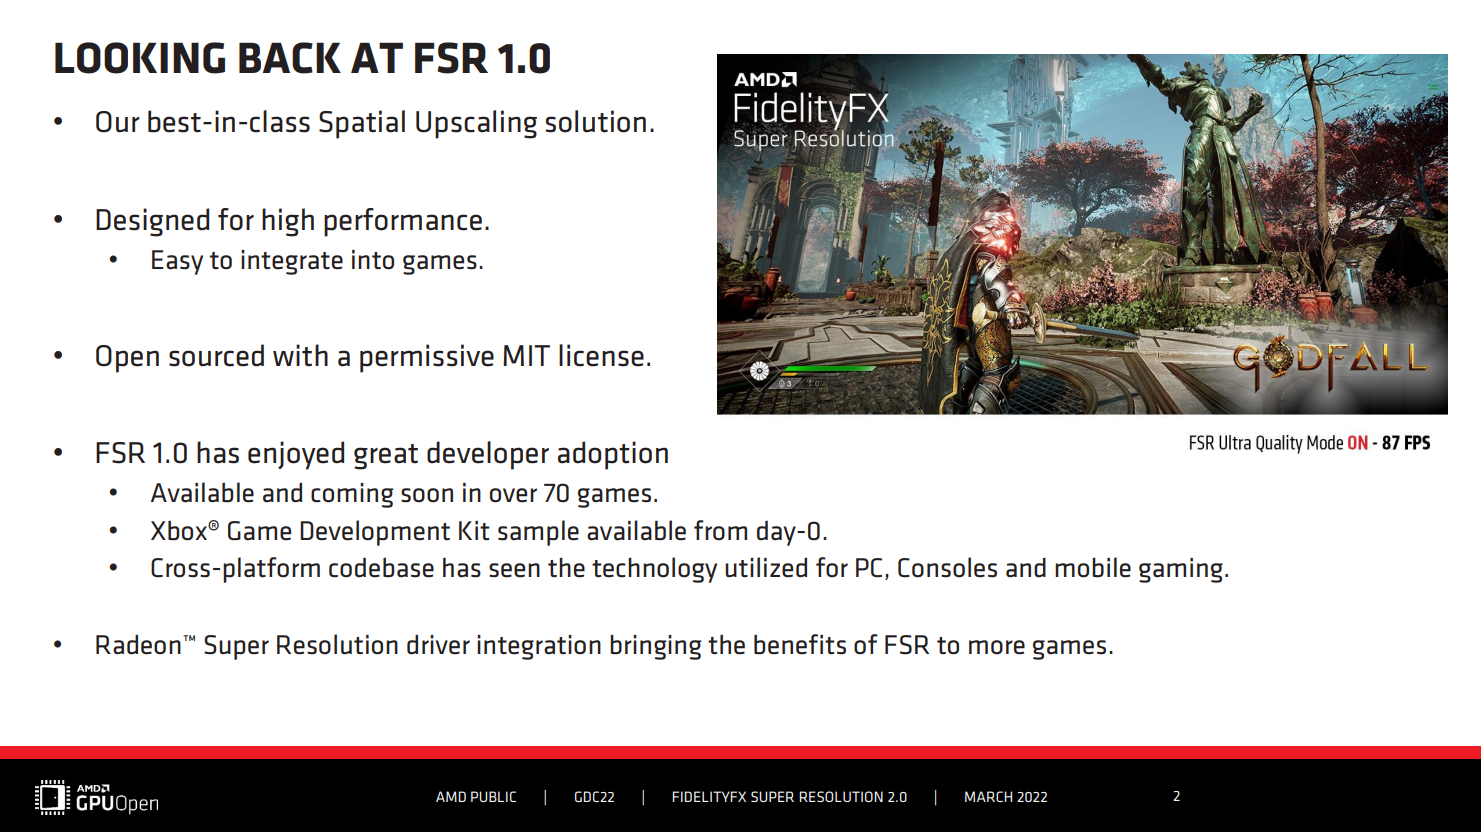 LOOKING BACK AT FSR 1.0
• Our best-in-class Spatial Upscaling solution.
• Designed for high performance.
• Easy to integrate into games.
• Open sourced with a permissive MIT license.
• FSR 1.0 has enjoyed great developer adoption
• Available and coming soon in over 70 games.
• Xbox® Game Development Kit sample available from day-0.
• Cross-platform codebase has seen the technology utilized for PC, Consoles and mobile gaming.
• Radeon™ Super Resolution driver integration bringing the benefits of FSR to more games.
AMD
FidelityFX
Super Resolution
3
GODFALL
FSR Ultra Quality Mode ON - 87 FPS
AMD
GPUOpen
AMD PUBLIC | GDC22 | FIDELITYFX SUPER RESOLUTION 2.0 | MARCH 2022
2